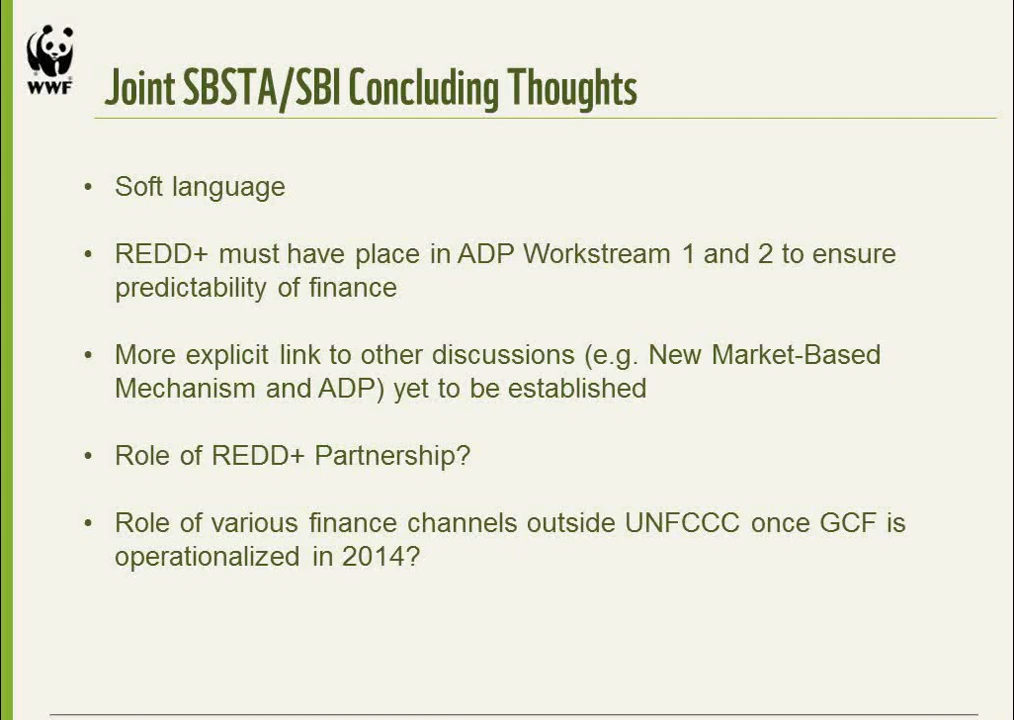 WWF
Joint SBSTA/SBI Concluding Thoughts
• Soft language
• REDD+ must have place in ADP Workstream 1 and 2 to ensure
predictability of finance
• More explicit link to other discussions (e.g. New Market-Based
Mechanism and ADP) yet to be established
• Role of REDD+ Partnership?
• Role of various finance channels outside UNFCCC once GCF is
operationalized in 2014?